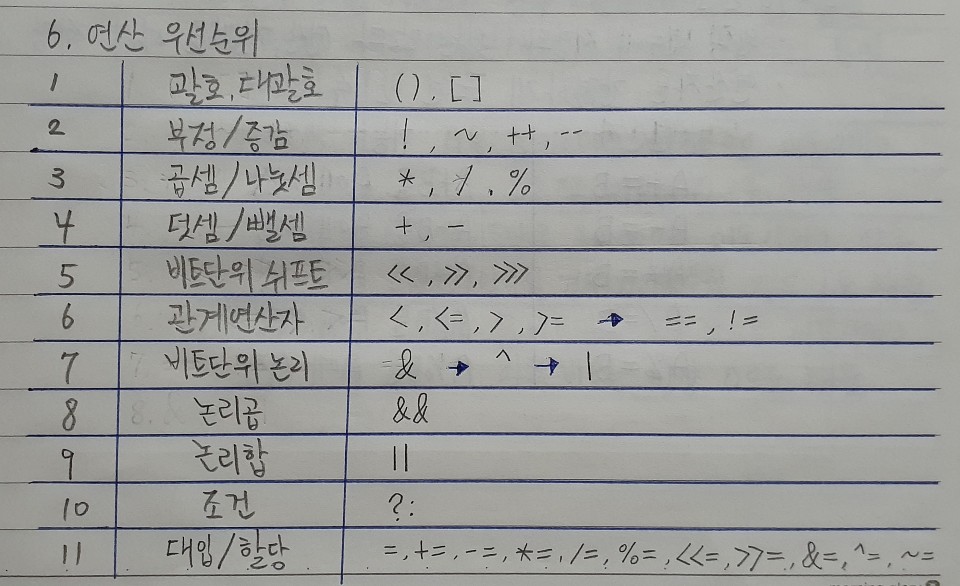 6. 연산 우선순위
1 괄호, 대괄호 (), []
2 부정/증감 !, ~, ++, --
3 곱셈/나눗셈 *, /, %
4 덧셈/뺄셈 +, -
5 비트단위 쉬프트 <<, >>, >>>
6 관계연산자 <, <=, >, >= → ==, !=
7 비트단위 논리 & → ^ → |
8 논리곱 &&
9 논리합 ||
10 조건 ?:
11 대입/할당 =, +=, -=, *=, /=, %=, <<=, >>=, &=, ^=, ~=